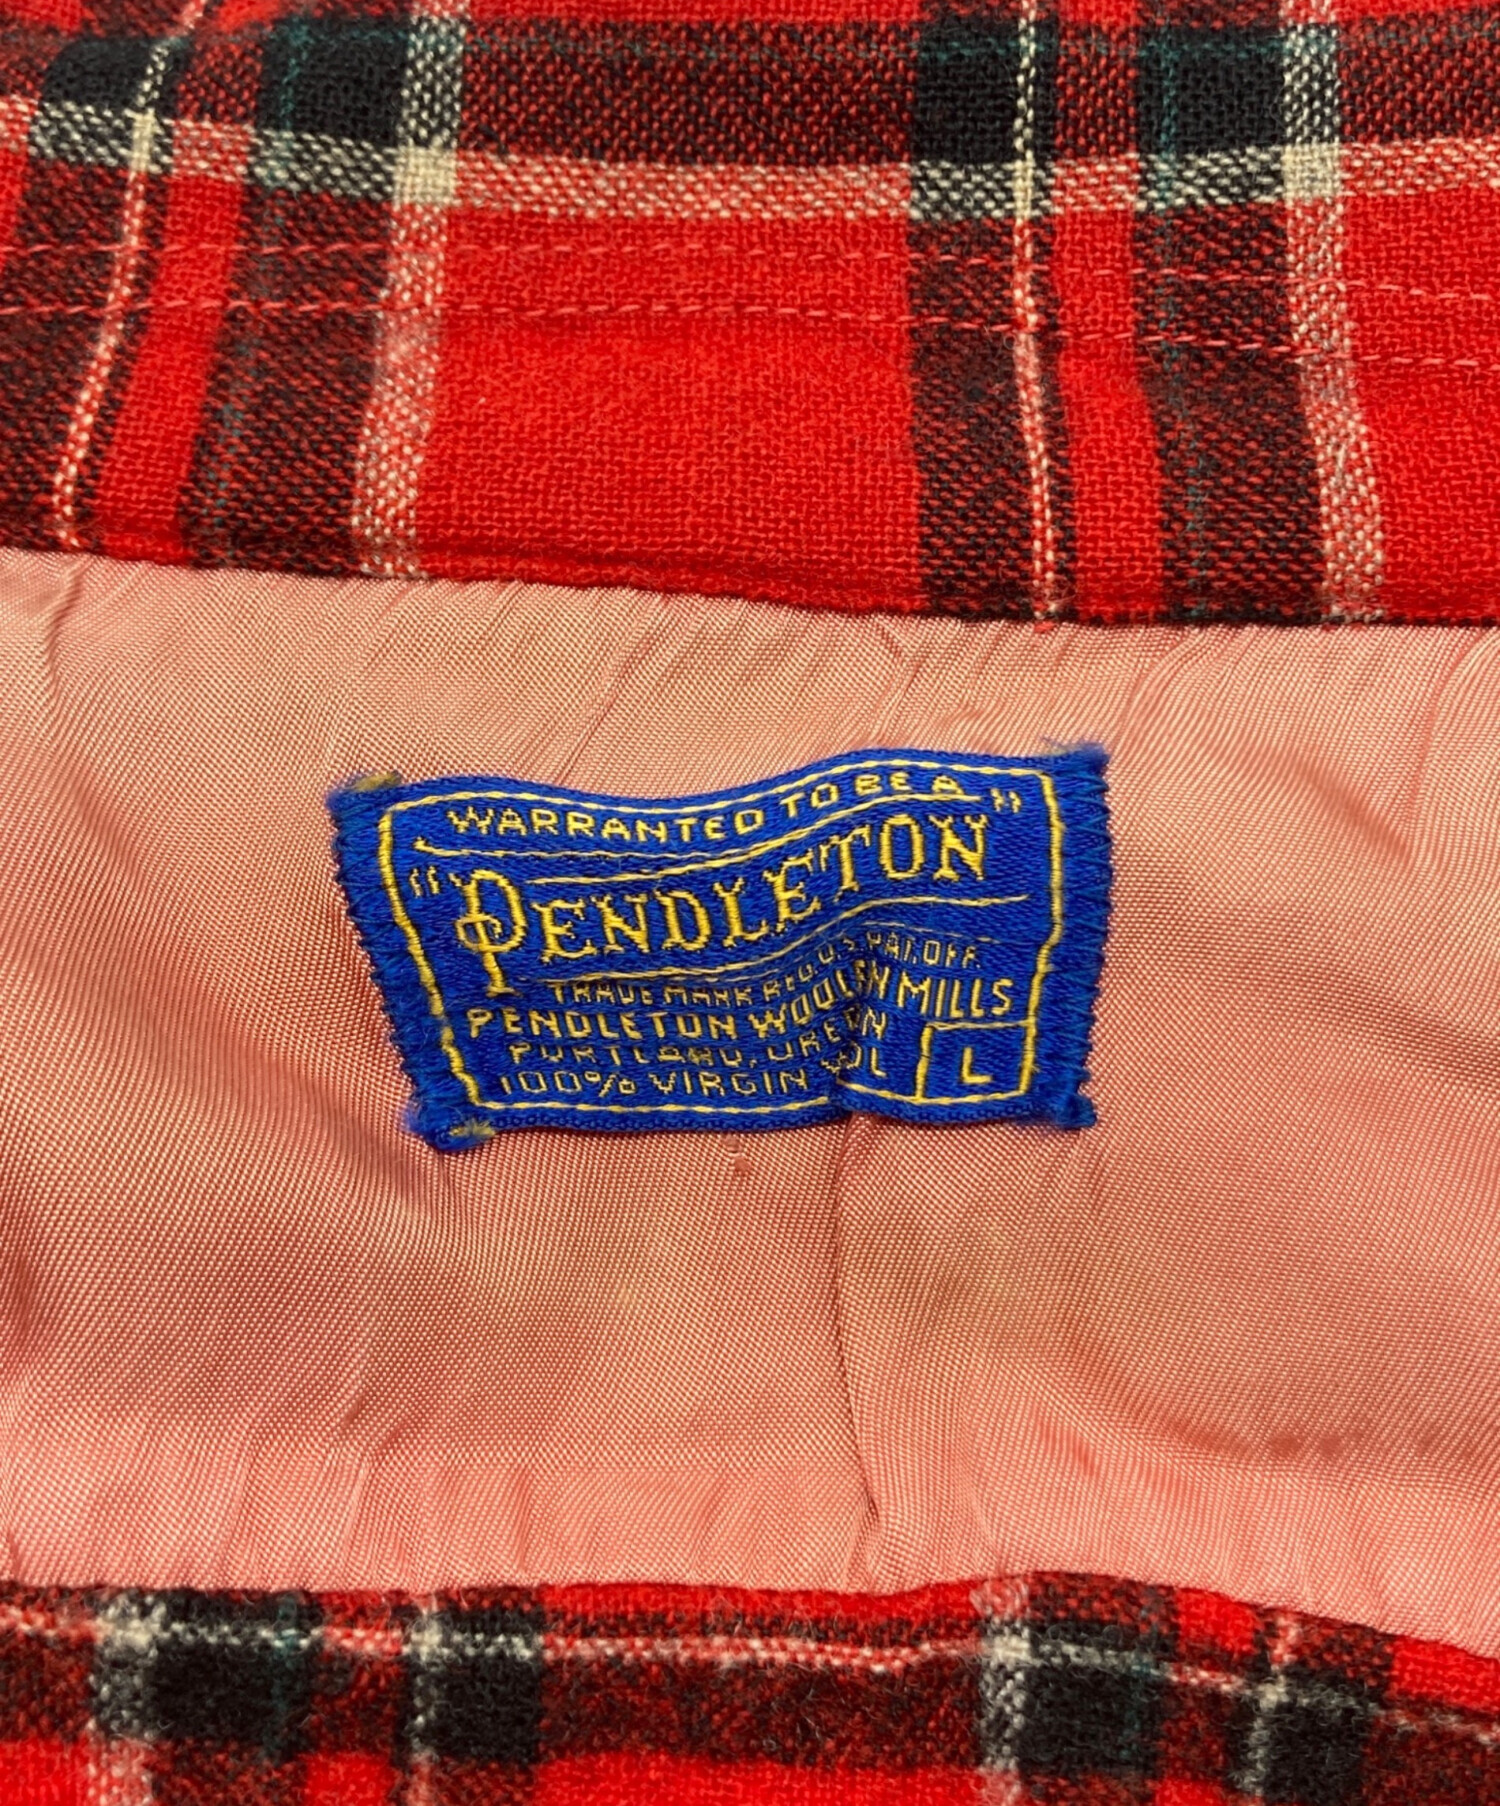 WARRANTED TO BE A
"PENDLETON"
TRADE MARK REG. U.S. PAT. OFF.
PENDLETON WOOLEN MILLS
PORTLAND, OREGON
100% VIRGIN WOOL
L